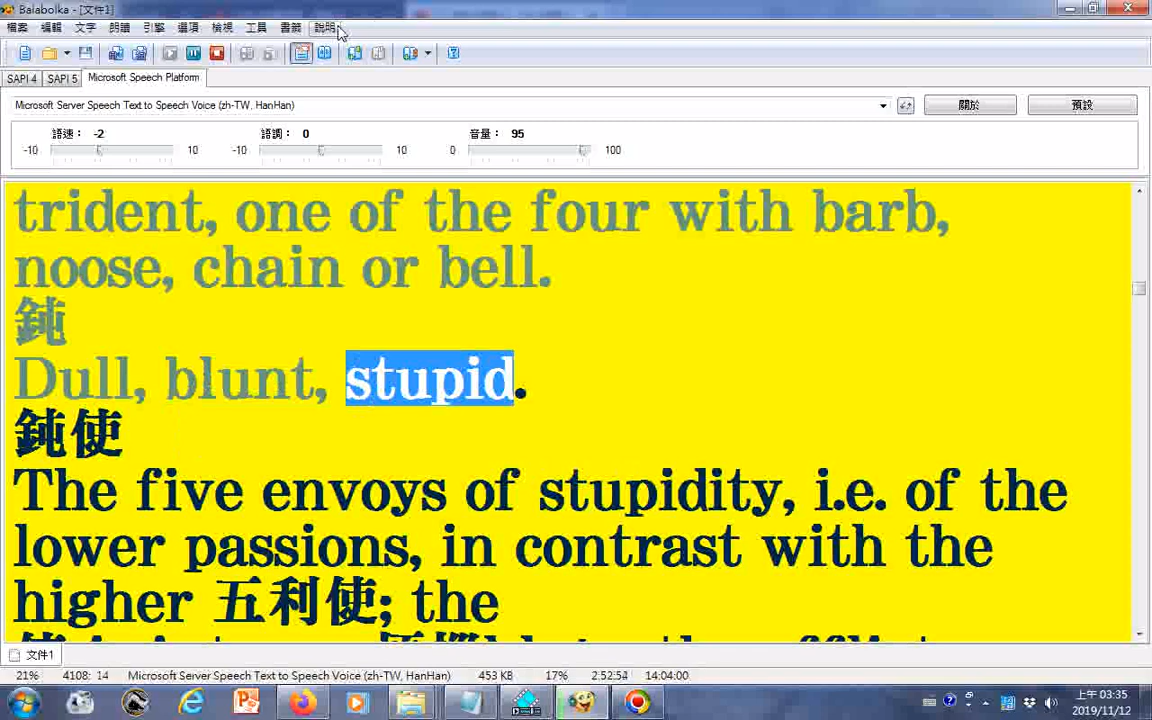 Balabolka - [文件1]
檔案 編輯 文字 朗讀 引擎 選項 檢視 工具 書籤 說明
SAPI 4 SAPI 5 Microsoft Speech Platform
Microsoft Server Speech Text to Speech Voice (zh-TW, HanHan) 關於 預設
語速： -2 語調： 0 音量： 95
-10 10 -10 10 0 100
trident, one of the four with barb,
noose, chain or bell.
鈍
Dull, blunt, stupid.
鈍使
The five envoys of stupidity, i.e. of the
lower passions, in contrast with the
higher 五利使; the
文件1
21% 4108: 14 Microsoft Server Speech Text to Speech Voice (zh-TW, HanHan) 453 KB 17% 2:52:54 14:04:00
上午 03:35
2019/11/12